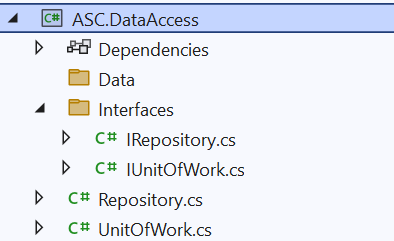 C# ASC.DataAccess
Dependencies
Data
Interfaces
C# IRepository.cs
C# IUnitOfWork.cs
C# Repository.cs
C# UnitOfWork.cs